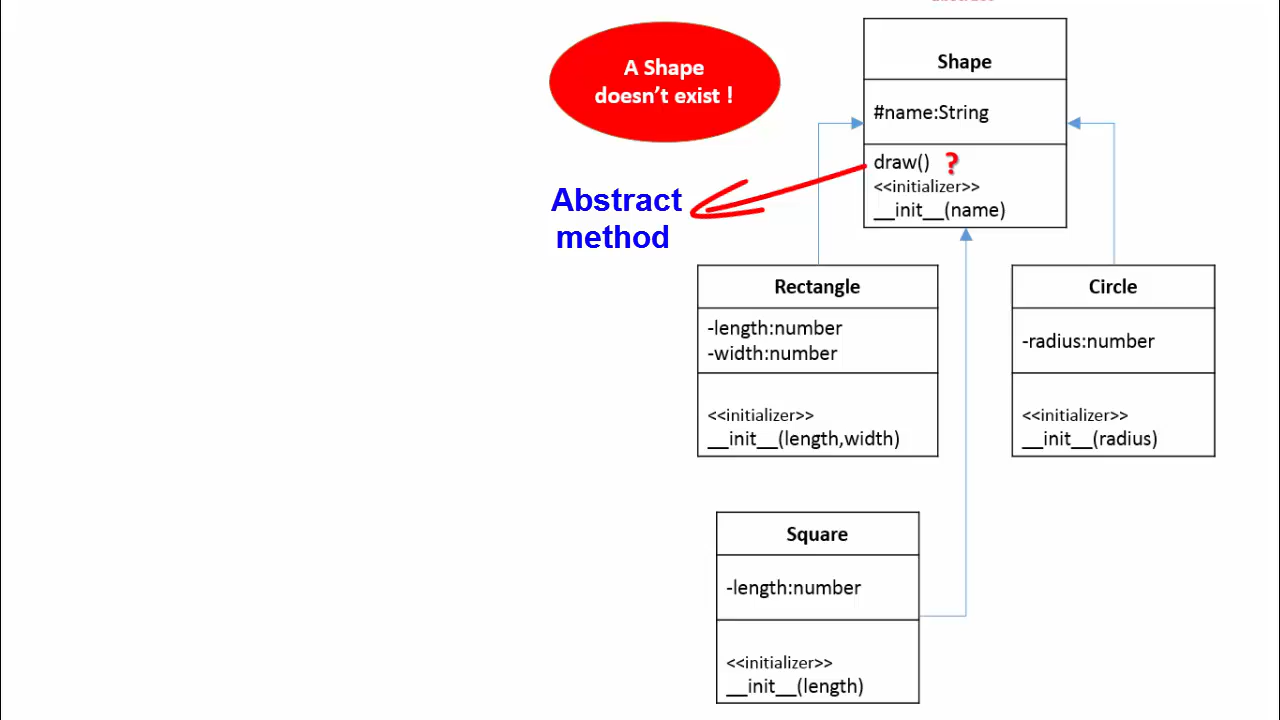 A Shape
doesn't exist !
Abstract
method
Shape
#name:String
draw() ?
<<initializer>>
__init__(name)
Rectangle
-length:number
-width:number
<<initializer>>
__init__(length,width)
Circle
-radius:number
<<initializer>>
__init__(radius)
Square
-length:number
<<initializer>>
__init__(length)